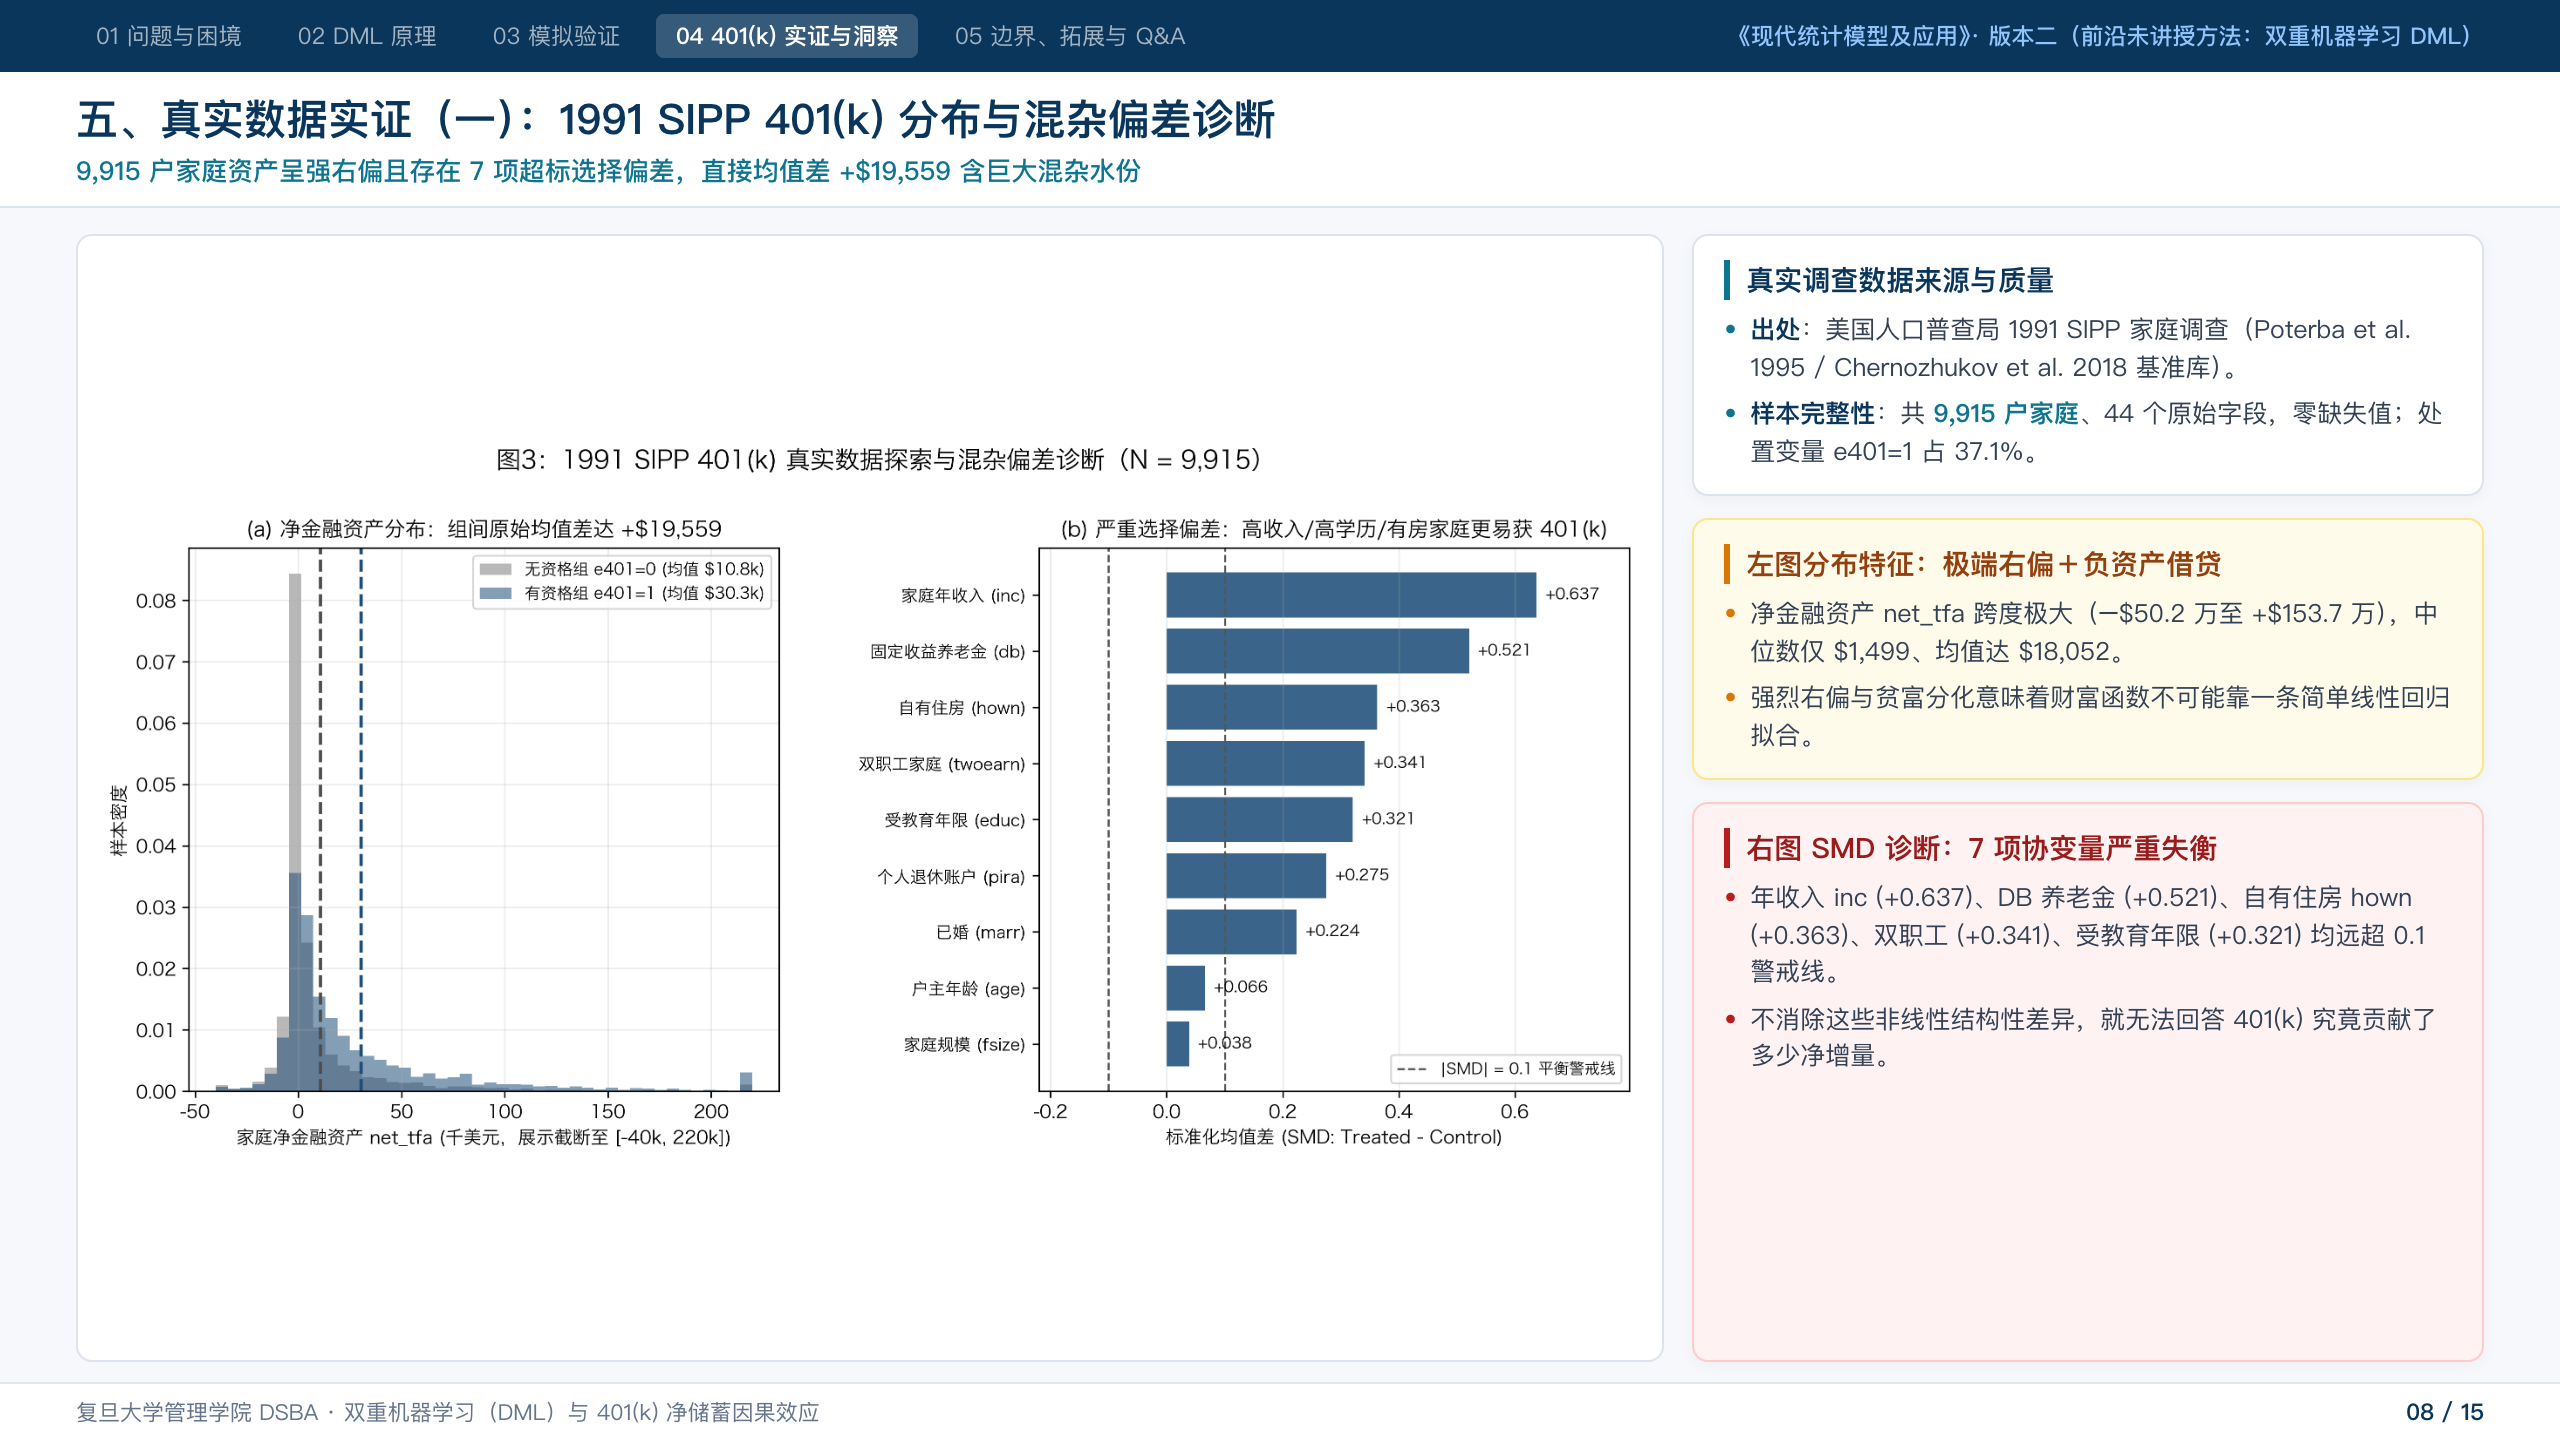 01 问题与困境
02 DML 原理
03 模拟验证
04 401(k) 实证与洞察
05 边界、拓展与 Q&A
《现代统计模型及应用》· 版本二（前沿未讲授方法：双重机器学习 DML）
五、真实数据实证（一）：1991 SIPP 401(k) 分布与混杂偏差诊断
9,915 户家庭资产呈强右偏且存在 7 项超标选择偏差，直接均值差 +$19,559 含巨大混杂水份
图3：1991 SIPP 401(k) 真实数据探索与混杂偏差诊断（N = 9,915）
(a) 净金融资产分布：组间原始均值差达 +$19,559
无资格组 e401=0 (均值 $10.8k)
有资格组 e401=1 (均值 $30.3k)
样本密度
0.08
0.07
0.06
0.05
0.04
0.03
0.02
0.01
0.00
-50
0
50
100
150
200
家庭净金融资产 net_tfa (千美元，展示截断至 [-40k, 220k])
(b) 严重选择偏差：高收入/高学历/有房家庭更易获 401(k)
家庭年收入 (inc)
+0.637
固定收益养老金 (db)
+0.521
自有住房 (hown)
+0.363
双职工家庭 (twoearn)
+0.341
受教育年限 (educ)
+0.321
个人退休账户 (pira)
+0.275
已婚 (marr)
+0.224
户主年龄 (age)
+0.066
家庭规模 (fsize)
+0.038
|SMD| = 0.1 平衡警戒线
-0.2
0.0
0.2
0.4
0.6
标准化均值差 (SMD: Treated - Control)
真实调查数据来源与质量
• 出处：美国人口普查局 1991 SIPP 家庭调查（Poterba et al.
1995 / Chernozhukov et al. 2018 基准库）。
• 样本完整性：共 9,915 户家庭、44 个原始字段，零缺失值；处
置变量 e401=1 占 37.1%。
左图分布特征：极端右偏＋负资产借贷
• 净金融资产 net_tfa 跨度极大（−$50.2 万至 +$153.7 万），中
位数仅 $1,499、均值达 $18,052。
• 强烈右偏与贫富分化意味着财富函数不可能靠一条简单线性回归
拟合。
右图 SMD 诊断：7 项协变量严重失衡
• 年收入 inc (+0.637)、DB 养老金 (+0.521)、自有住房 hown
(+0.363)、双职工 (+0.341)、受教育年限 (+0.321) 均远超 0.1
警戒线。
• 不消除这些非线性结构性差异，就无法回答 401(k) 究竟贡献了
多少净增量。
复旦大学管理学院 DSBA · 双重机器学习（DML）与 401(k) 净储蓄因果效应
08 / 15